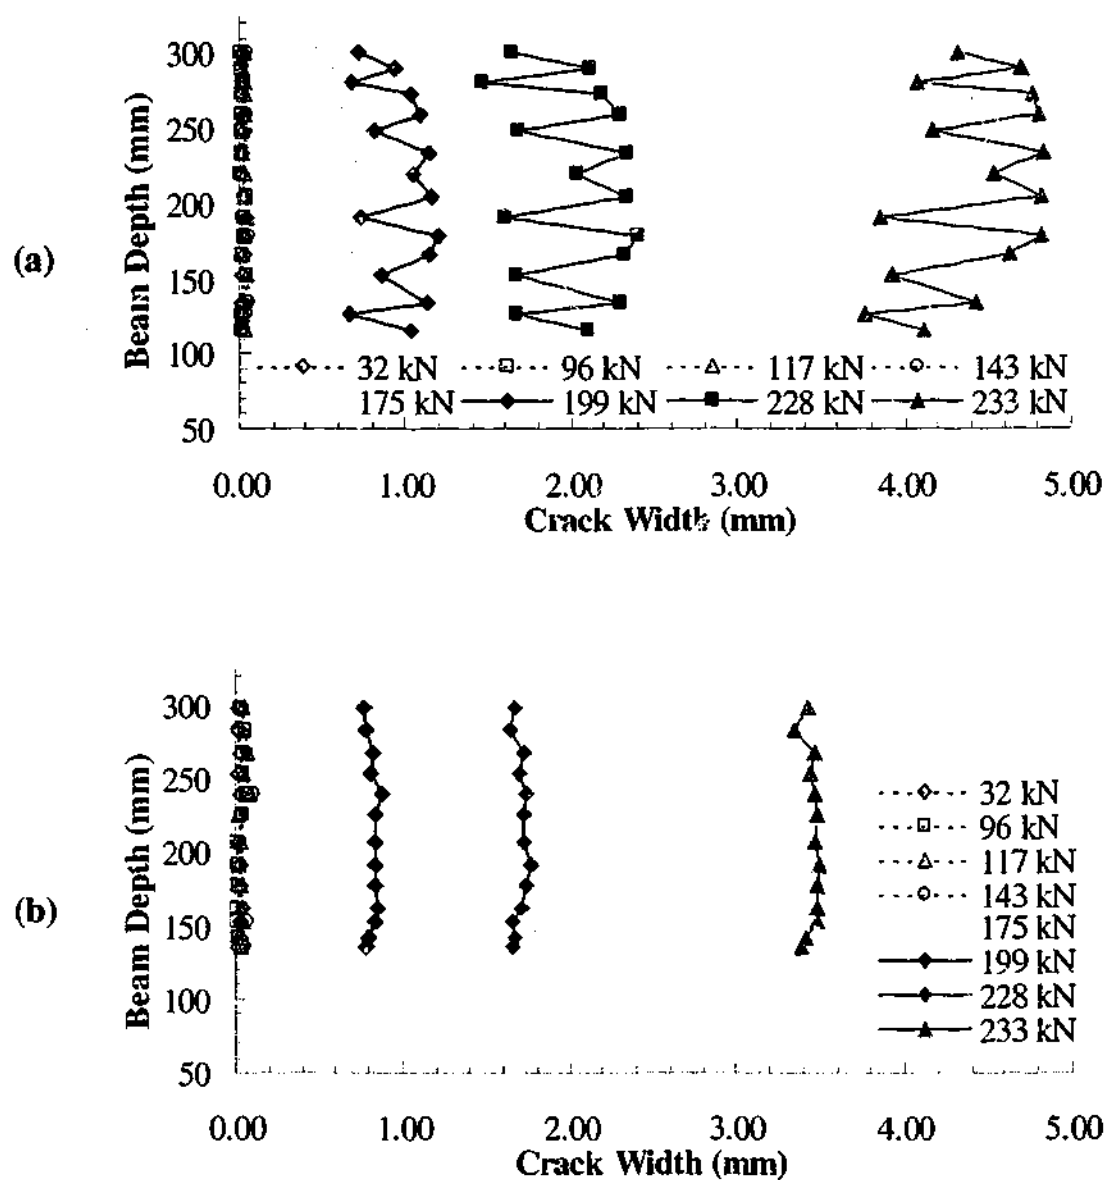 (a)
Beam Depth (mm)
300
250
200
150
100
50
32 kN 96 kN 117 kN 143 kN
175 kN 199 kN 228 kN 233 kN
0.00 1.00 2.00 3.00 4.00 5.00
Crack Width (mm)
(b)
Beam Depth (mm)
300
250
200
150
100
50
32 kN
96 kN
117 kN
143 kN
175 kN
199 kN
228 kN
233 kN
0.00 1.00 2.00 3.00 4.00 5.00
Crack Width (mm)